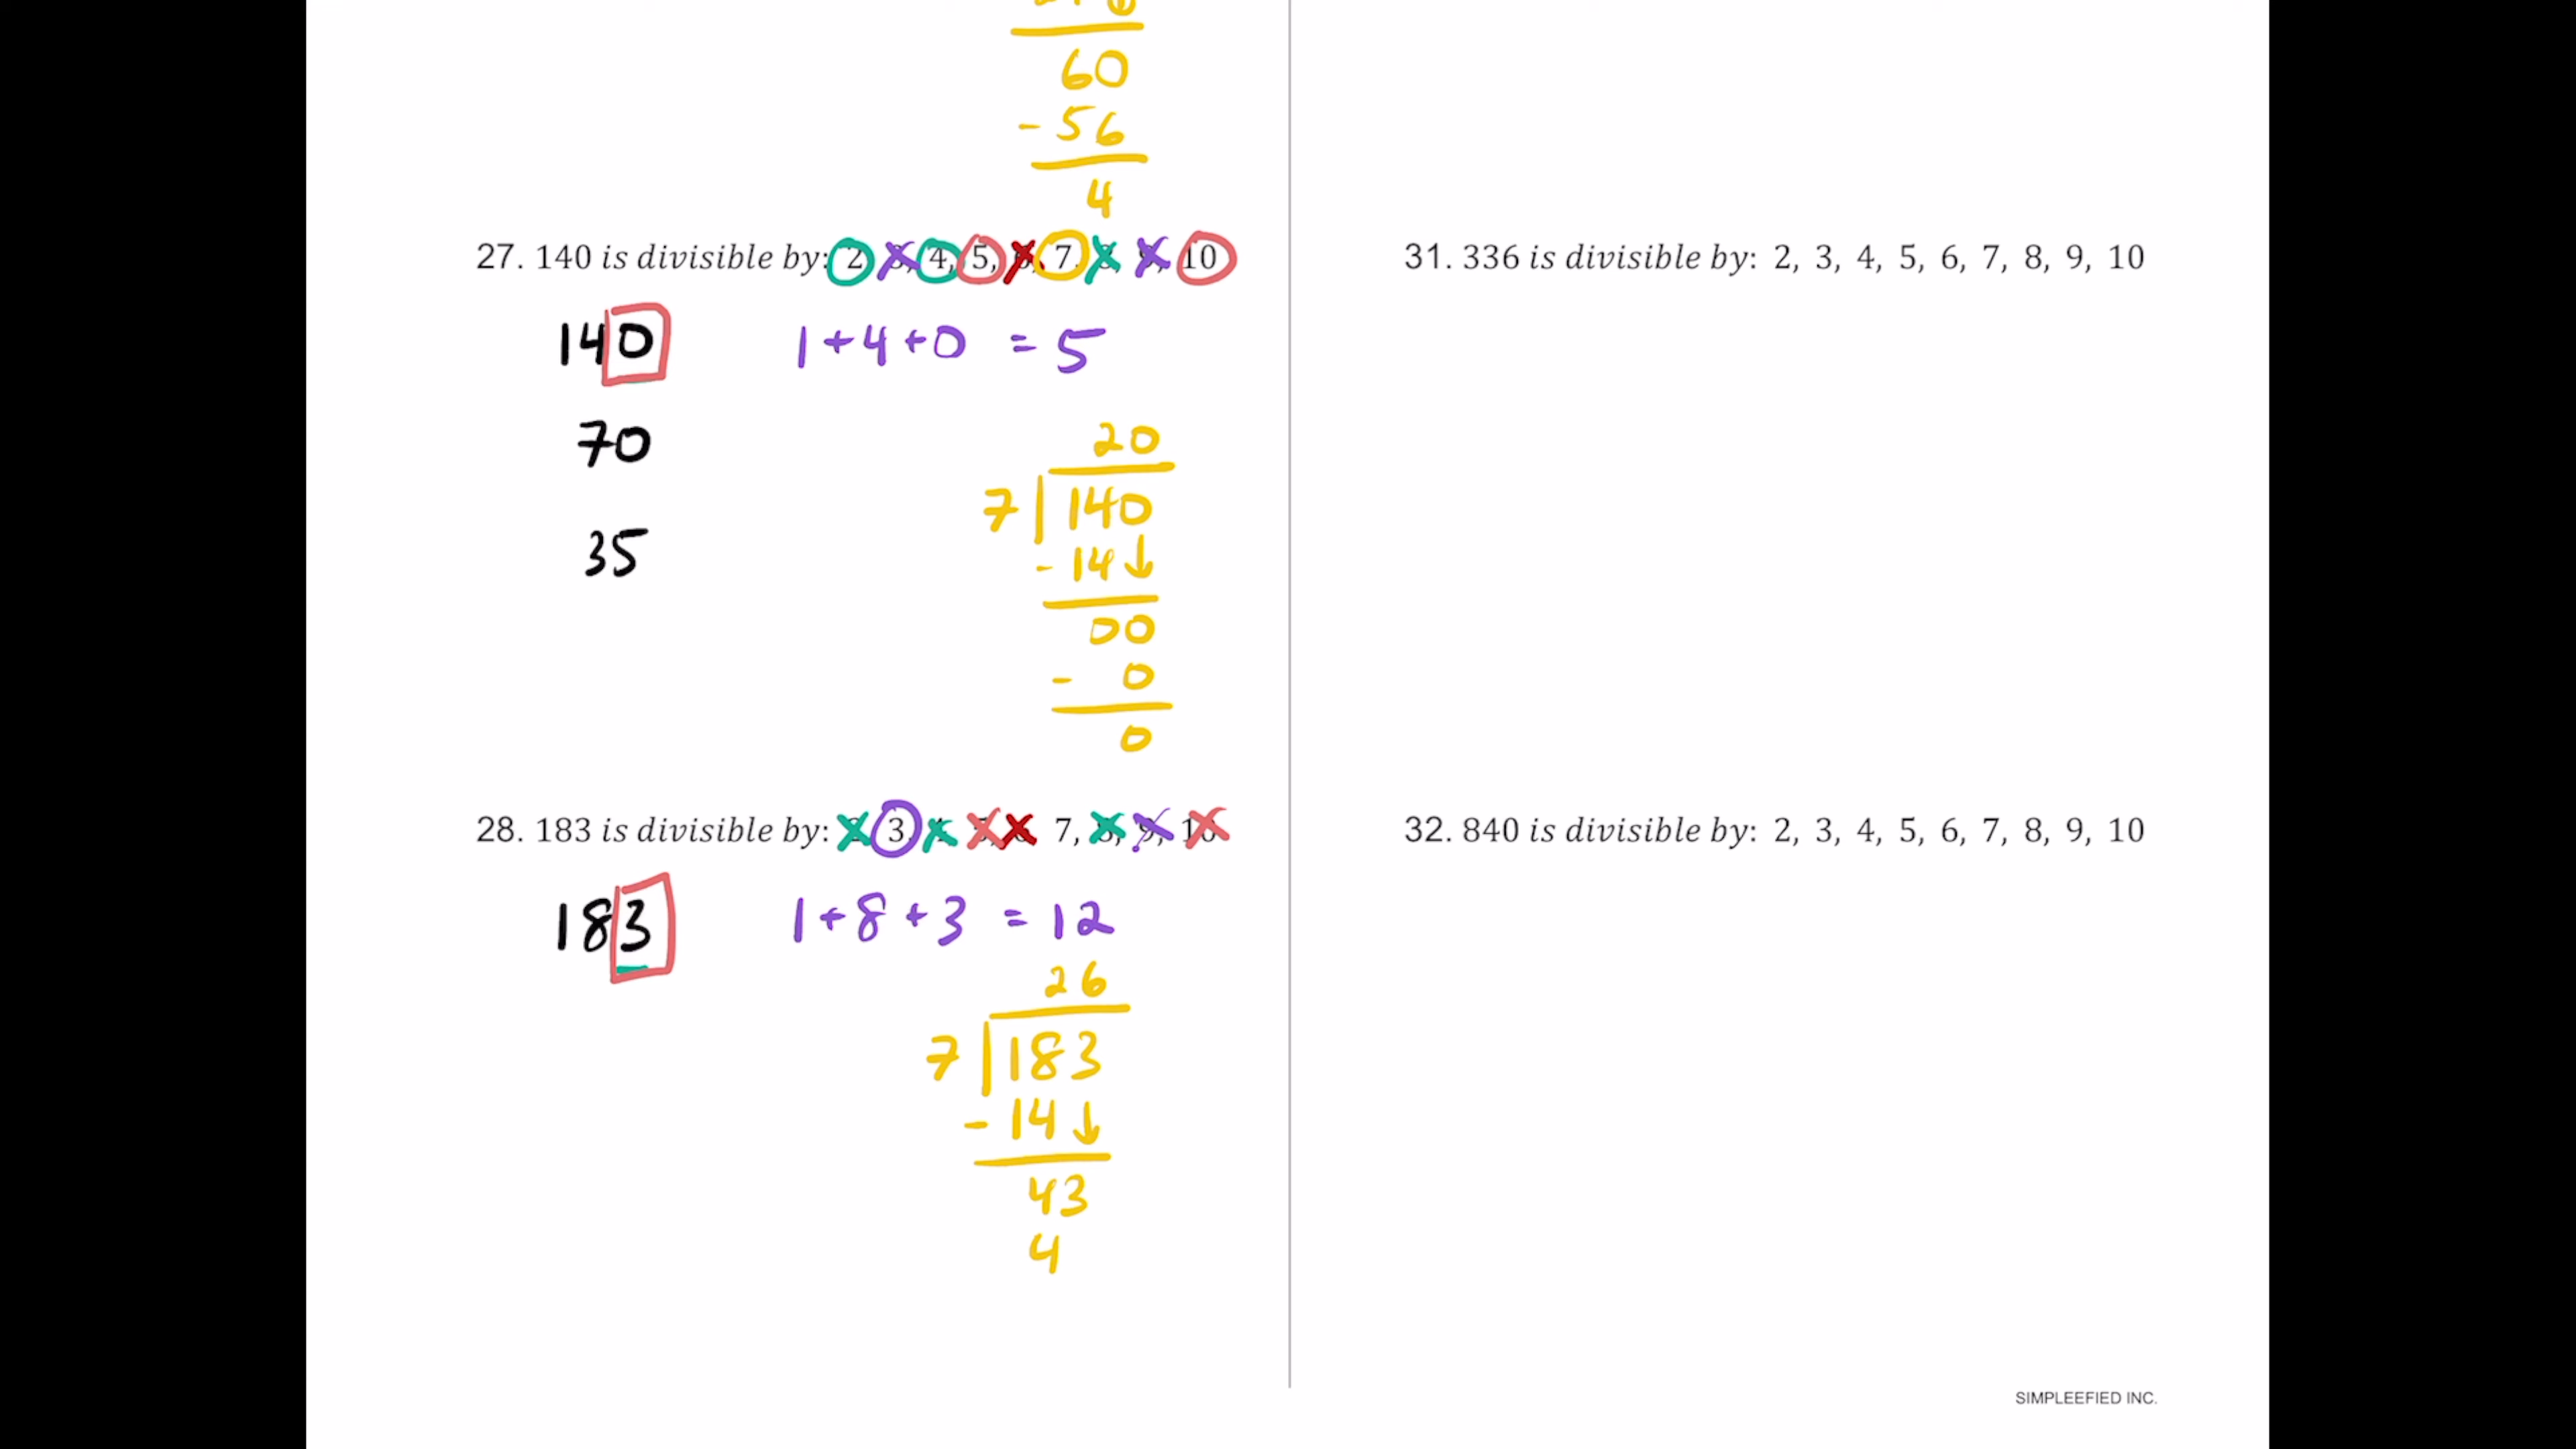 60
- 56
4
27. 140 is divisible by: 2, 3, 4, 5, 6, 7, 8, 9, 10
140
1 + 4 + 0 = 5
70
35
20
7 140
- 14 ↓
00
- 0
0
28. 183 is divisible by: 2, 3, 4, 5, 6, 7, 8, 9, 10
183
1 + 8 + 3 = 12
26
7 183
- 14 ↓
43
4
31. 336 is divisible by: 2, 3, 4, 5, 6, 7, 8, 9, 10
32. 840 is divisible by: 2, 3, 4, 5, 6, 7, 8, 9, 10
SIMPLEEFIED INC.